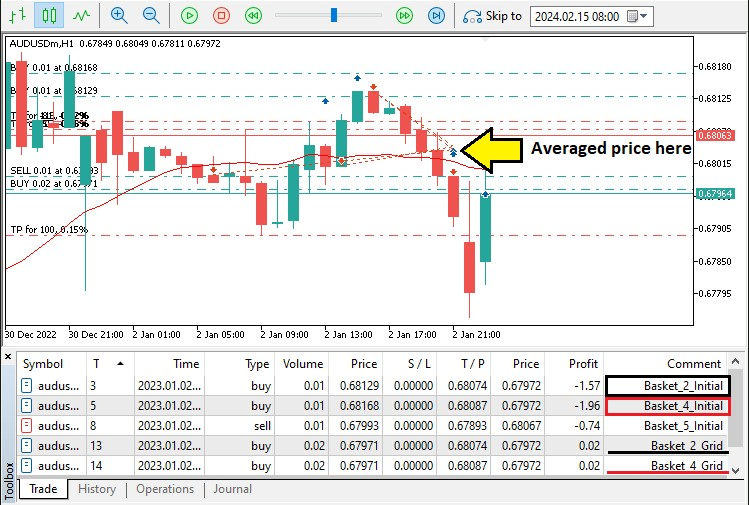 Skip to 2024.02.15 08:00
AUDUSDm,H1 0.67849 0.68049 0.67811 0.67972
BUY 0.01 at 0.68168
0.68180
BUY 0.01 at 0.68129
0.68125
Averaged price here
0.68063
0.68015
SELL 0.01 at
BUY 0.02 at
0.67964
TP for 100, 0.15%
0.67905
0.67850
0.67795
30 Dec 2022 30 Dec 21:00 2 Jan 01:00 2 Jan 05:00 2 Jan 09:00 2 Jan 13:00 2 Jan 17:00 2 Jan 21:00
Symbol T Time Type Volume Price S / L T / P Price Profit Comment
audus... 3 2023.01.02... buy 0.01 0.68129 0.00000 0.68074 0.67972 -1.57 Basket_2_Initial
audus... 5 2023.01.02... buy 0.01 0.68168 0.00000 0.68087 0.67972 -1.96 Basket_4_Initial
audus... 8 2023.01.02... sell 0.01 0.67993 0.00000 0.67893 0.68067 -0.74 Basket_5_Initial
audus... 13 2023.01.02... buy 0.02 0.67971 0.00000 0.68074 0.67972 0.02 Basket_2_Grid
audus... 14 2023.01.02... buy 0.02 0.67971 0.00000 0.68087 0.67972 0.02 Basket_4_Grid
Toolbox
Trade History Operations Journal